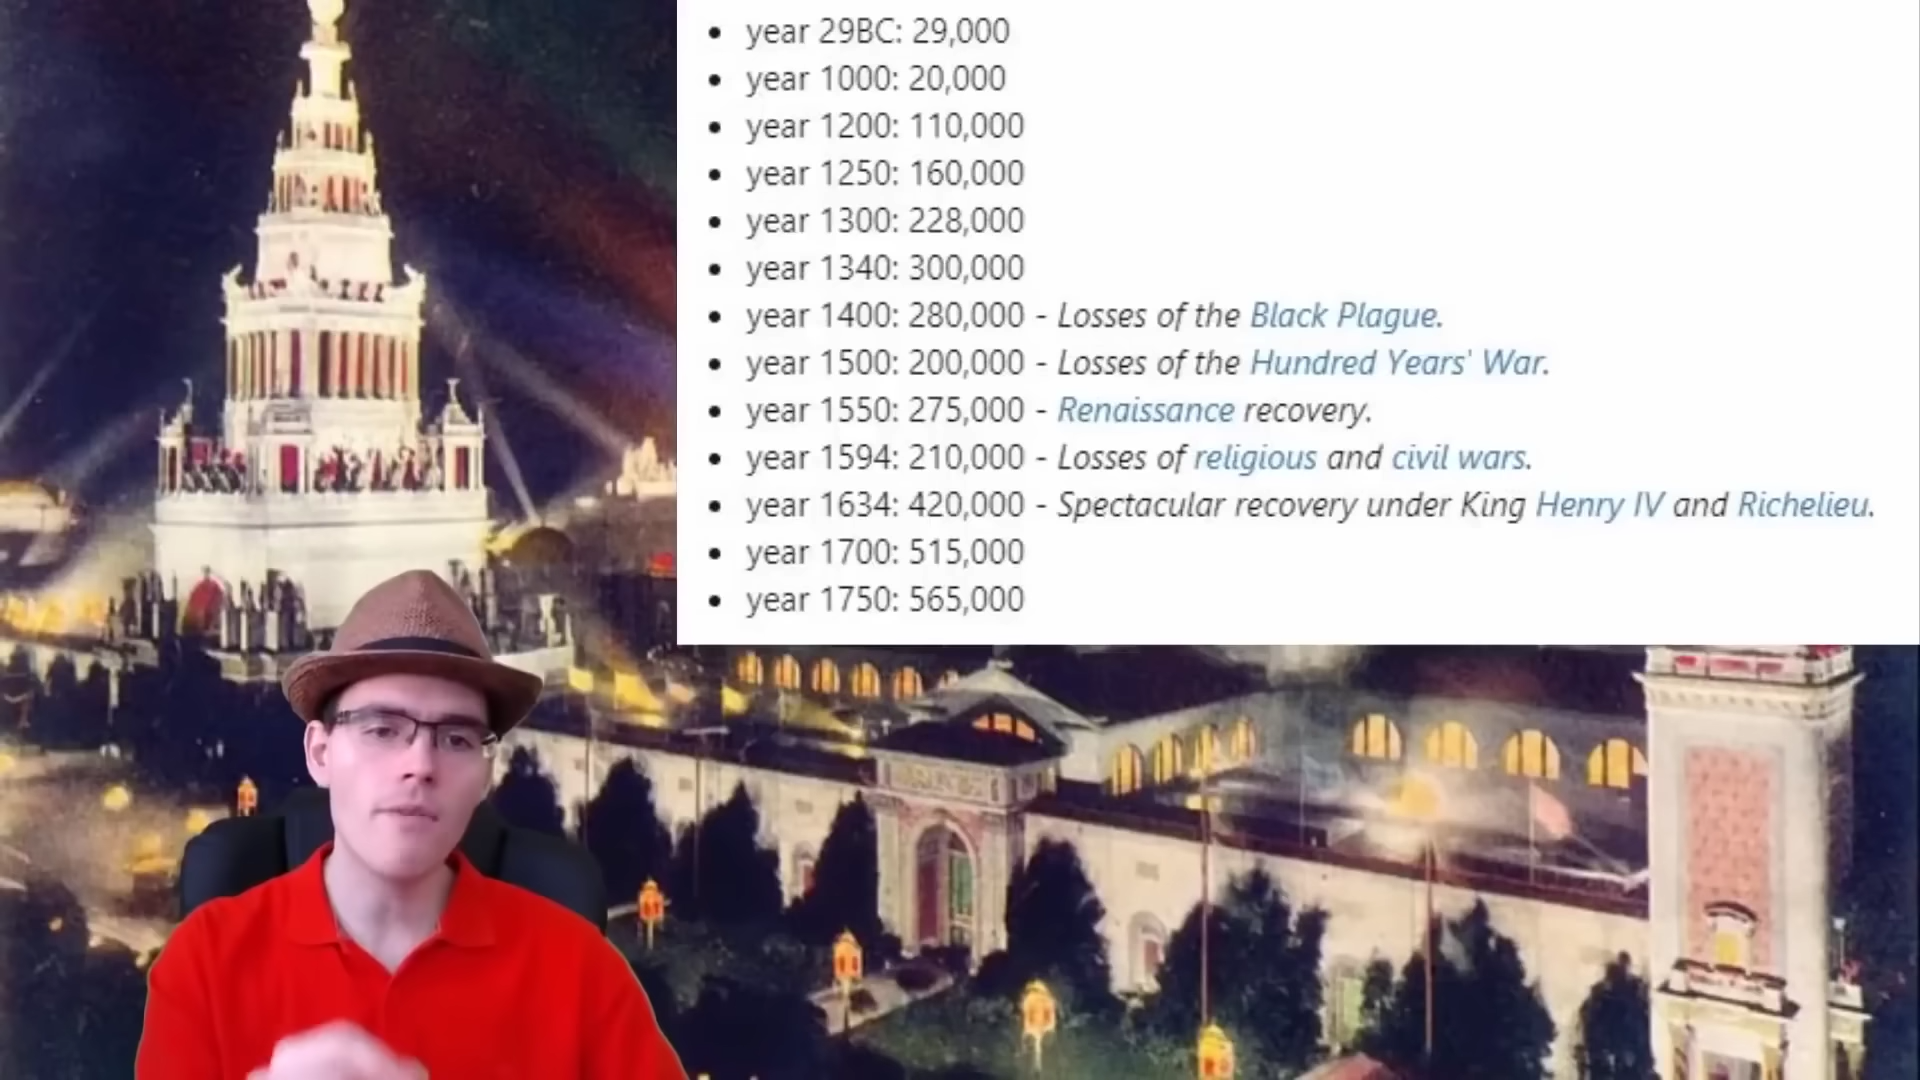 year 29BC: 29,000
year 1000: 20,000
year 1200: 110,000
year 1250: 160,000
year 1300: 228,000
year 1340: 300,000
year 1400: 280,000 - Losses of the Black Plague.
year 1500: 200,000 - Losses of the Hundred Years' War.
year 1550: 275,000 - Renaissance recovery.
year 1594: 210,000 - Losses of religious and civil wars.
year 1634: 420,000 - Spectacular recovery under King Henry IV and Richelieu.
year 1700: 515,000
year 1750: 565,000